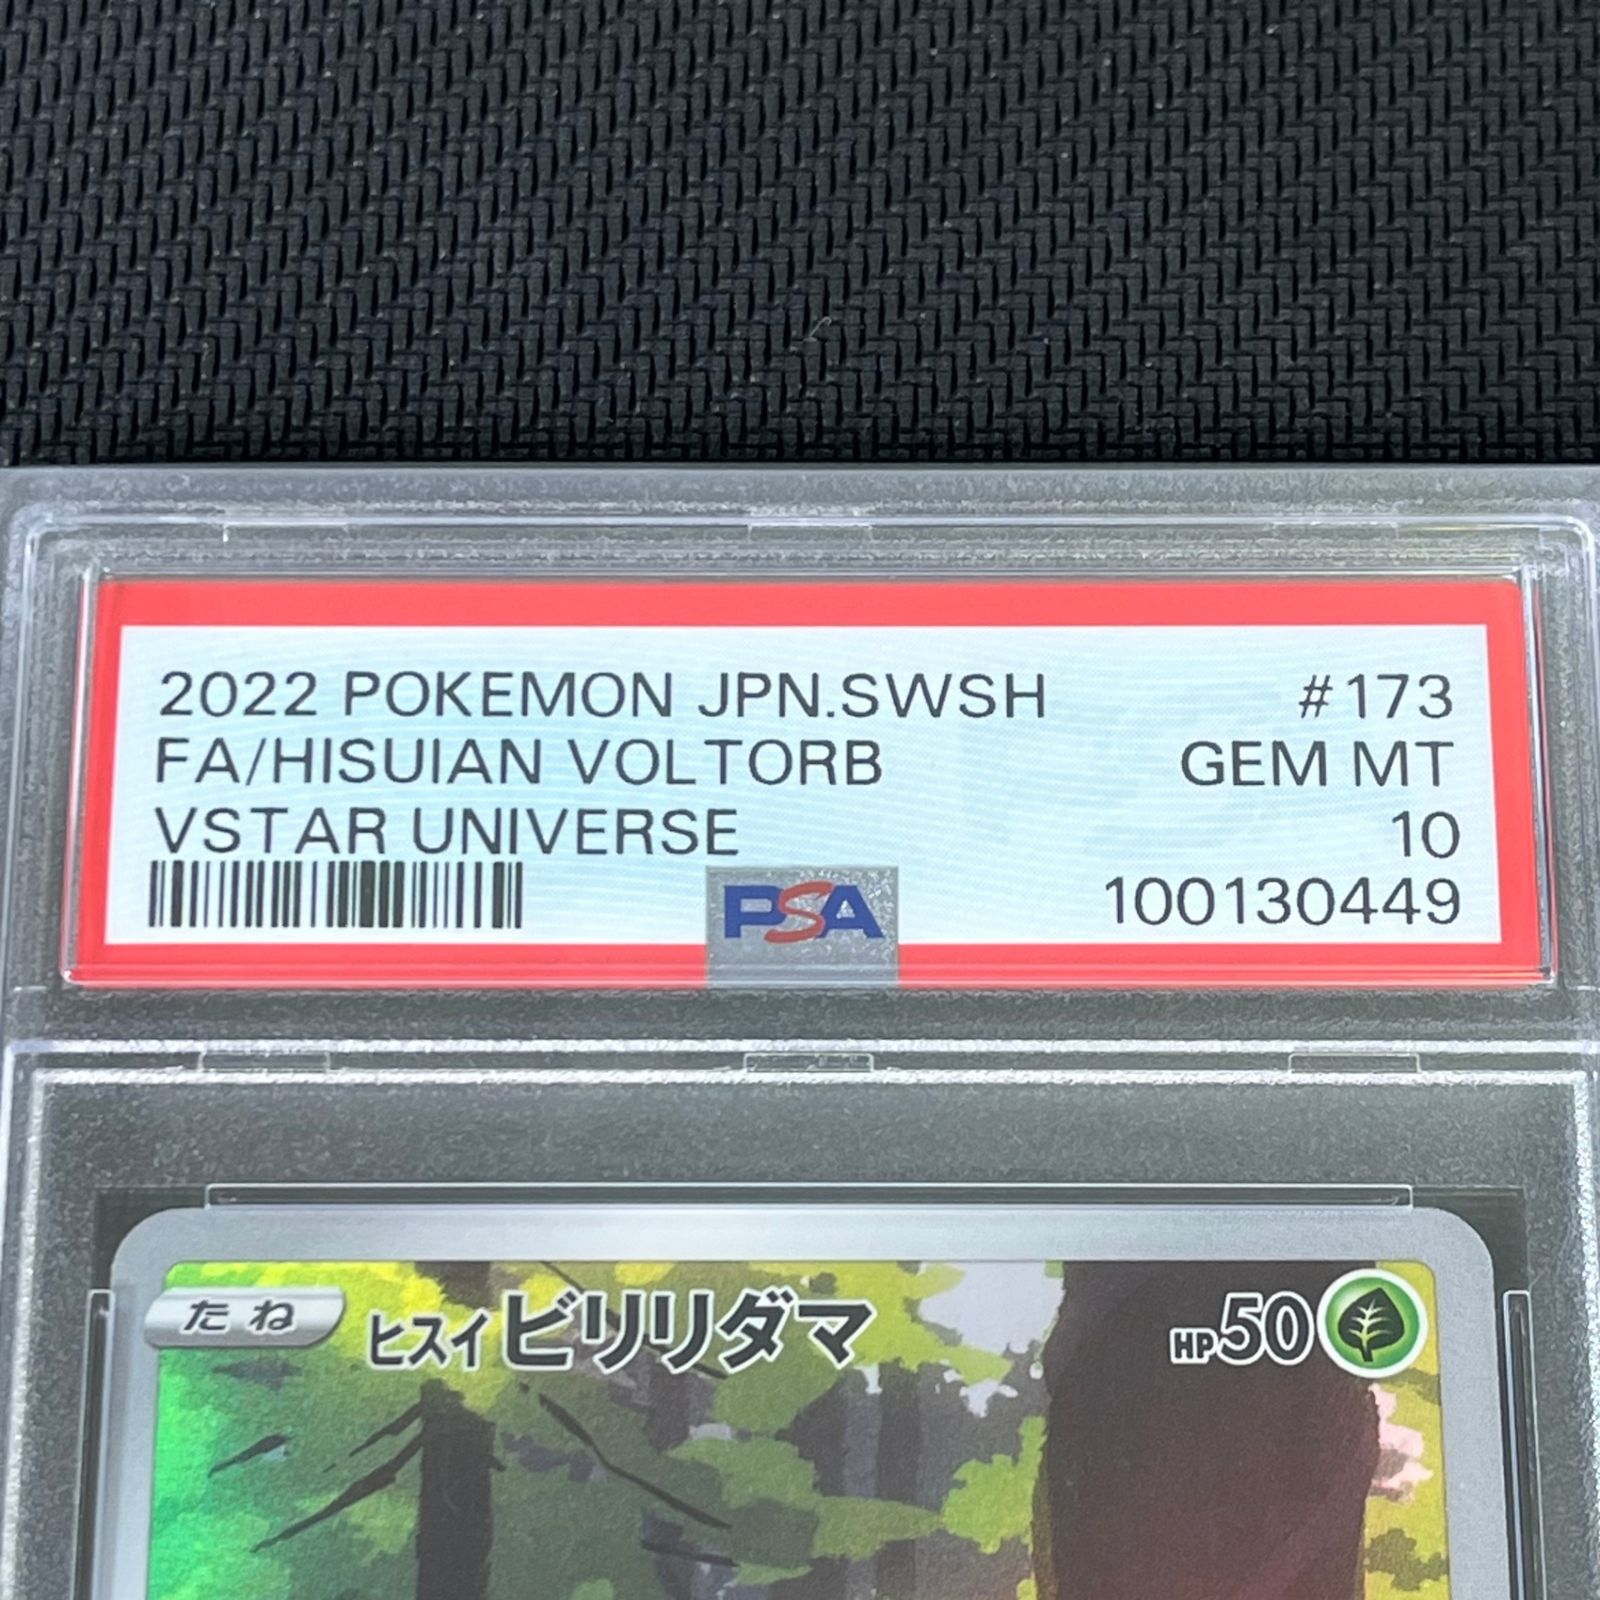 2022 POKEMON JPN.SWSH #173
FA/HISUIAN VOLTORB GEM MT
VSTAR UNIVERSE 10
PSA 100130449
たね ヒスイビリリダマ HP50